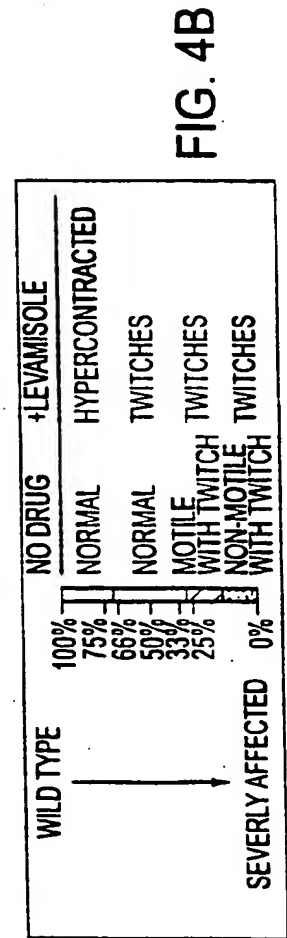 WILD TYPE
SEVERLY AFFECTED
100%
75%
66%
50%
33%
25%
0%
NO DRUG +LEVAMISOLE
NORMAL HYPERCONTRACTED
NORMAL TWITCHES
MOTILE
WITH TWITCH TWITCHES
NON-MOTILE
WITH TWITCH TWITCHES
FIG. 4B